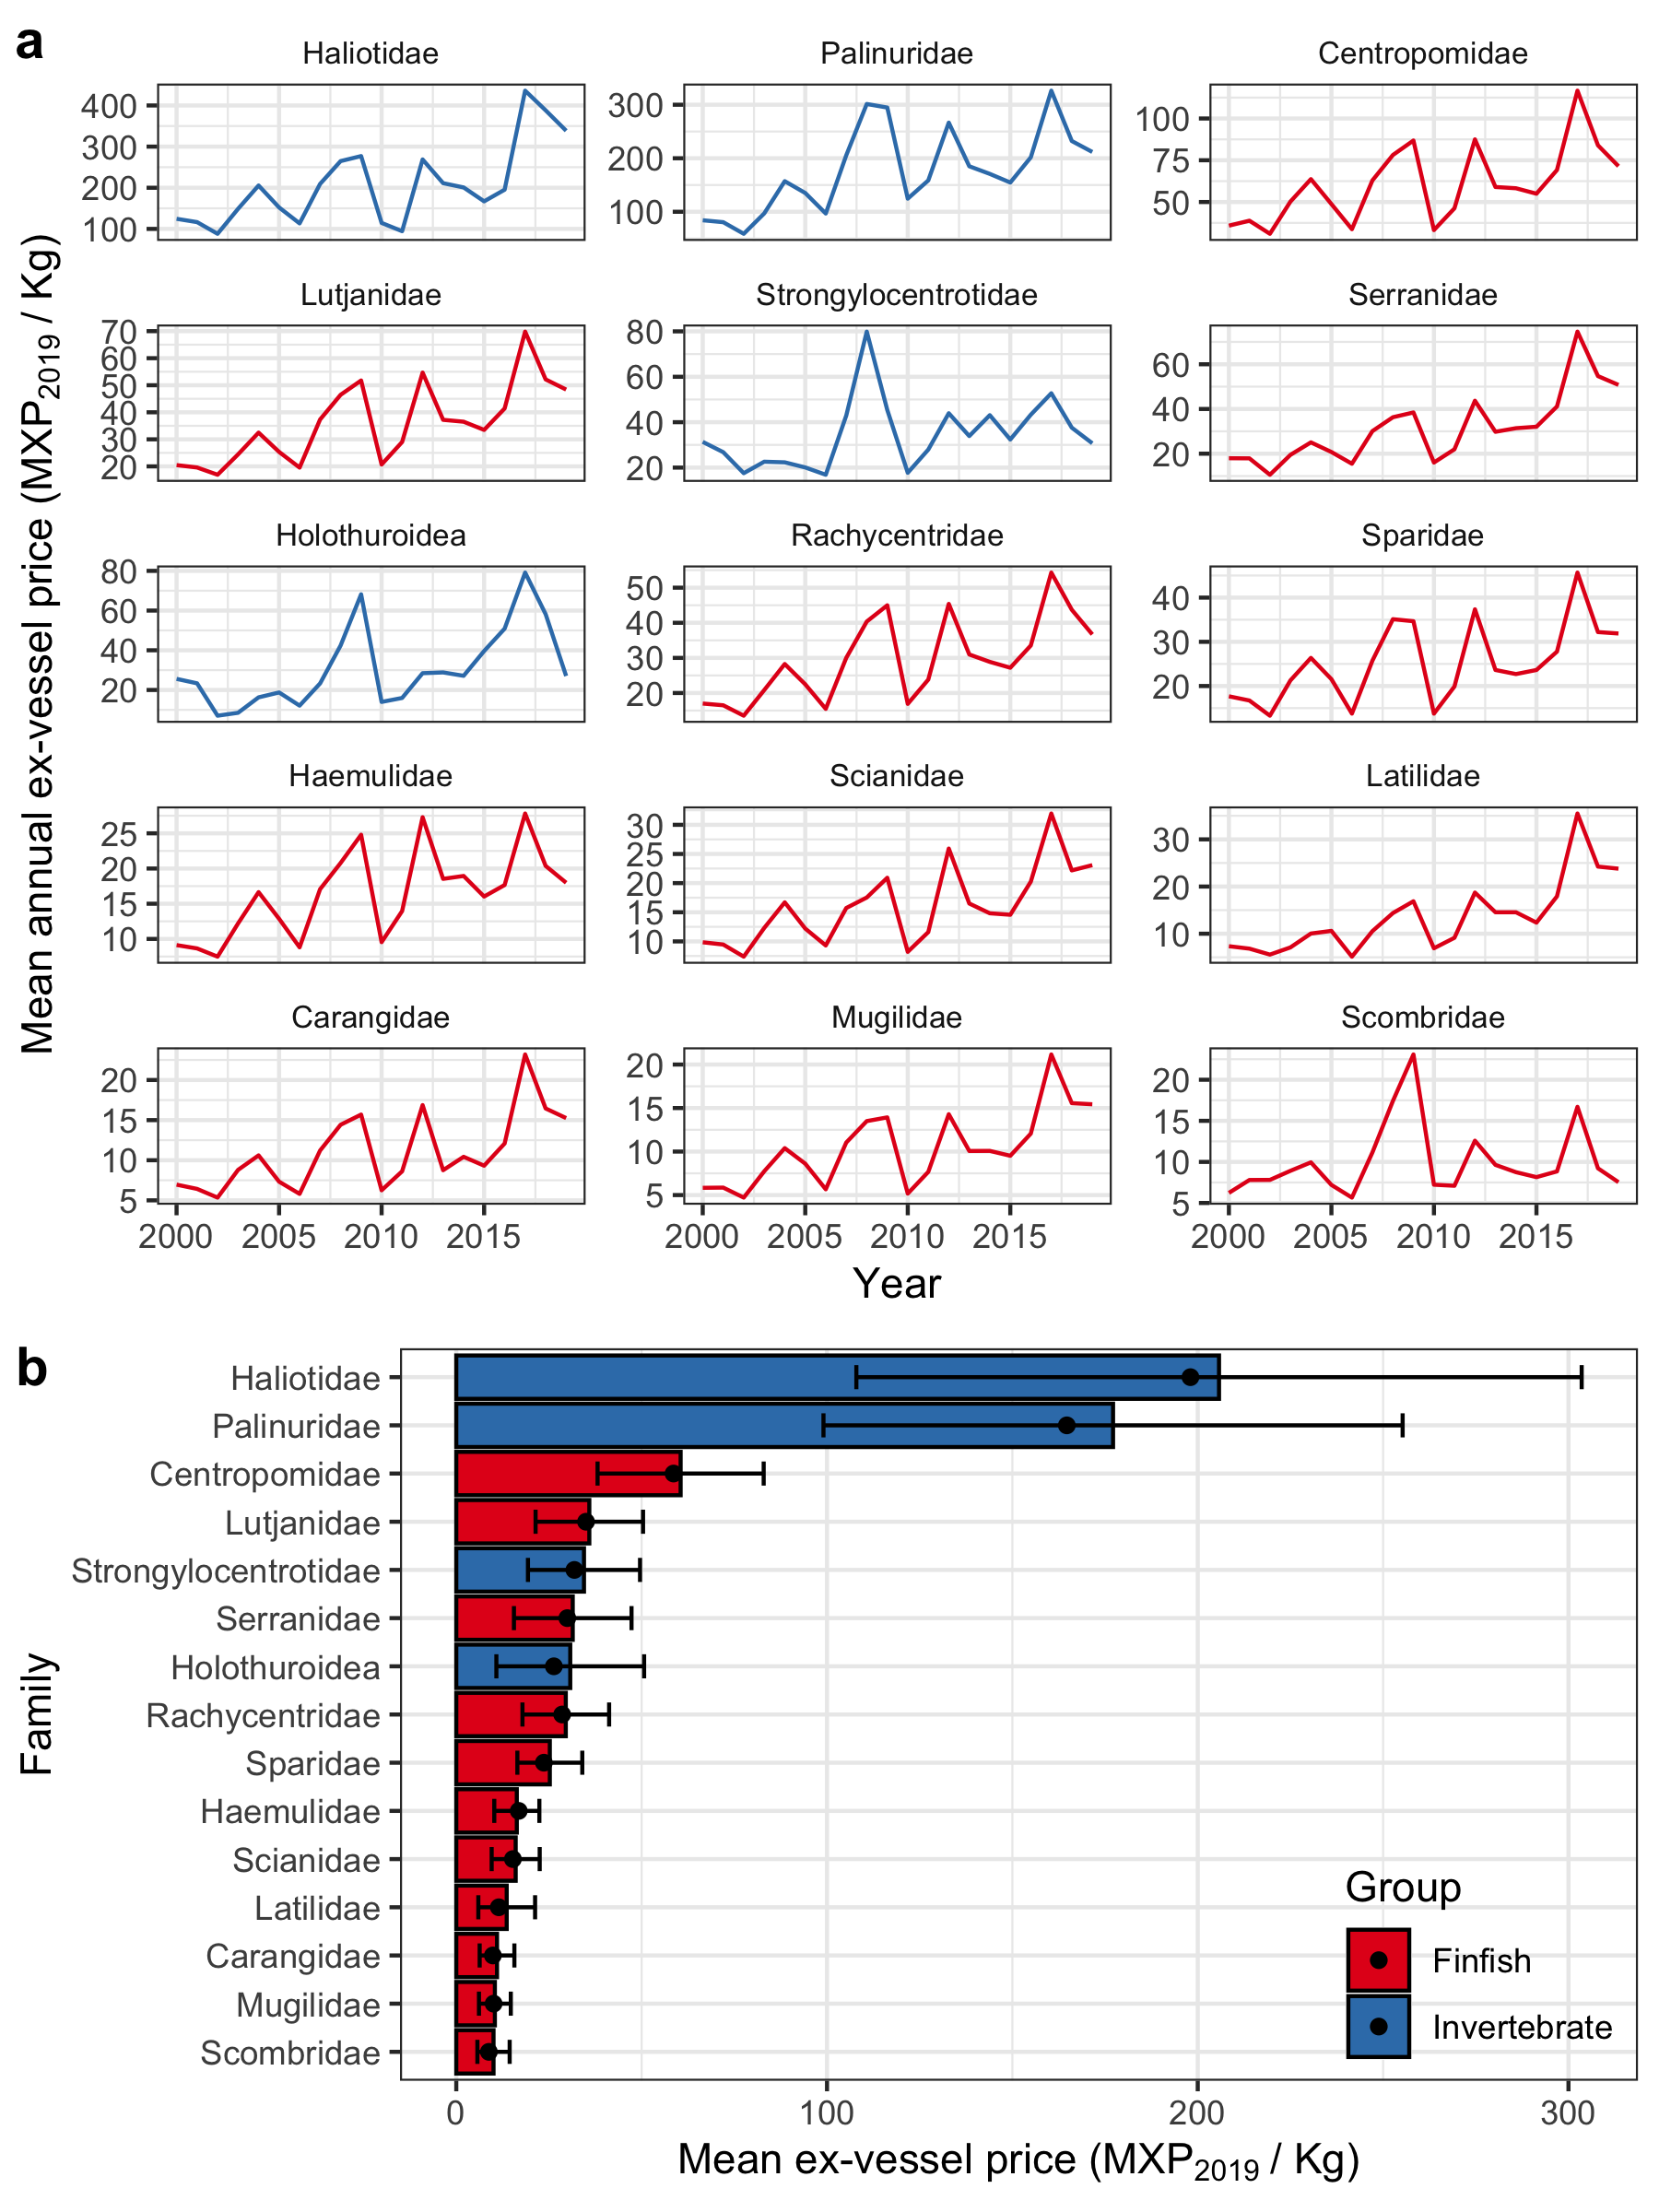 a
Haliotidae Palinuridae Centropomidae
400 300 200 100
300 200 100
100 75 50
Lutjanidae Strongylocentrotidae Serranidae
70 60 50 40 30 20
80 60 40 20
60 40 20
Holothuroidea Rachycentridae Sparidae
80 60 40 20
50 40 30 20
40 30 20
Haemulidae Scianidae Latilidae
25 20 15 10
30 25 20 15 10
30 20 10
Carangidae Mugilidae Scombridae
20 15 10 5
20 15 10 5
20 15 10 5
2000 2005 2010 2015 2000 2005 2010 2015 2000 2005 2010 2015
Year
Mean annual ex-vessel price (MXP2019 / Kg)
b
Haliotidae
Palinuridae
Centropomidae
Lutjanidae
Strongylocentrotidae
Serranidae
Holothuroidea
Rachycentridae
Sparidae
Haemulidae
Scianidae
Latilidae
Carangidae
Mugilidae
Scombridae
Family
Group
Finfish
Invertebrate
0 100 200 300
Mean ex-vessel price (MXP2019 / Kg)